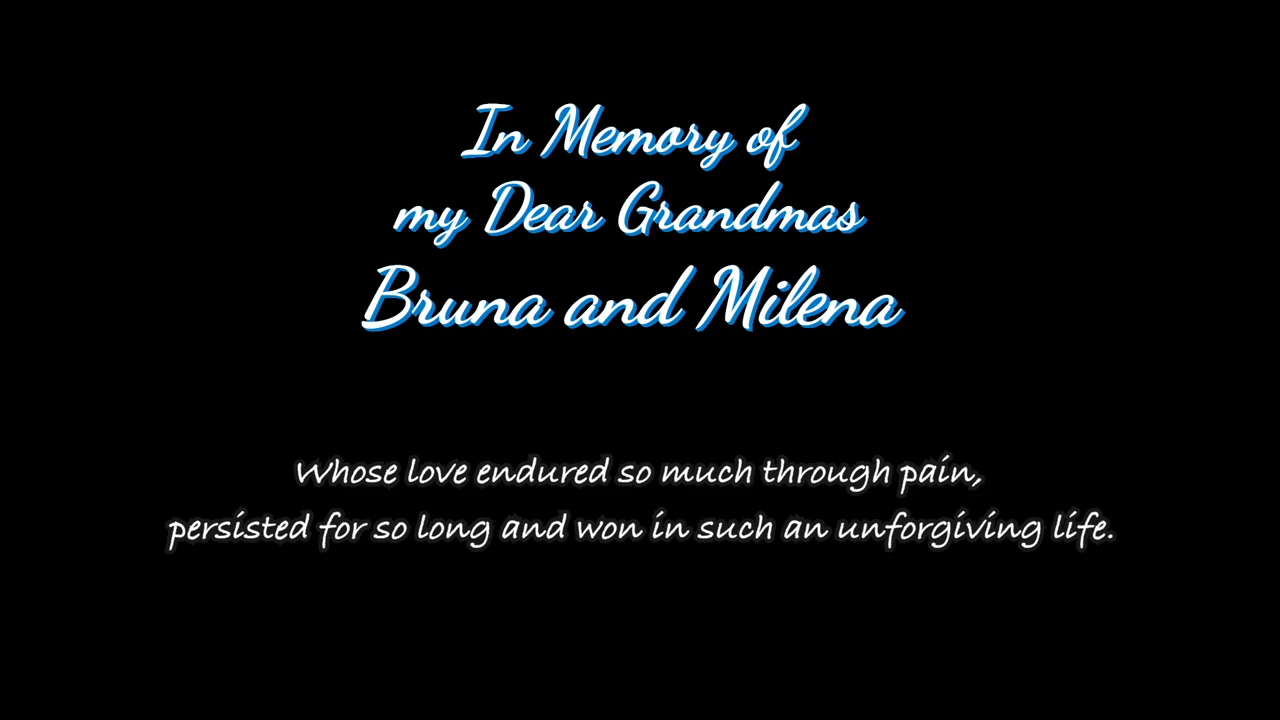 In Memory of
my Dear Grandmas
Bruna and Milena
Whose love endured so much through pain,
persisted for so long and won in such an unforgiving life.